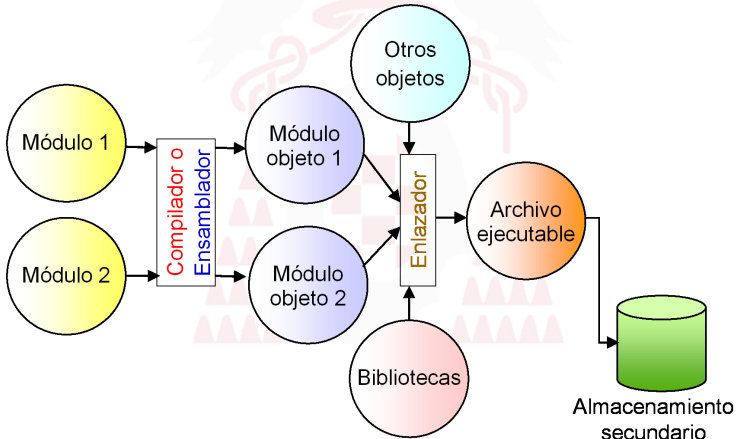 Otros
objetos
Módulo 1
Compilador o
Ensamblador
Módulo
objeto 1
Enlazador
Archivo
ejecutable
Módulo 2
Módulo
objeto 2
Bibliotecas
Almacenamiento
secundario